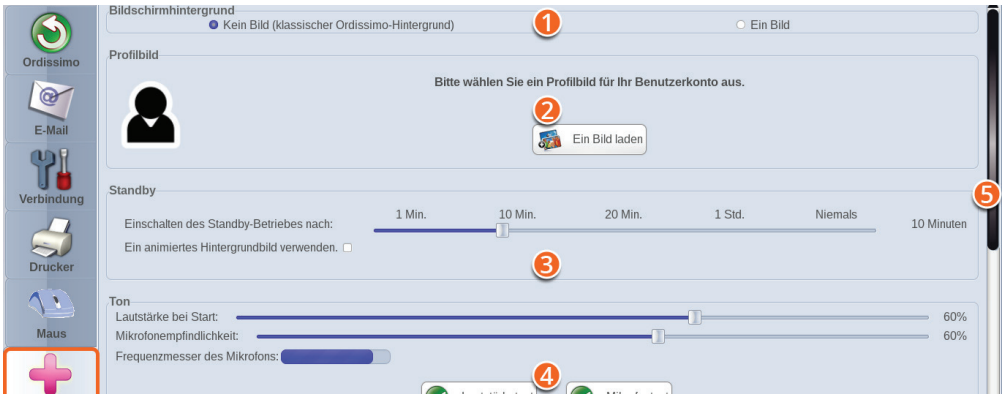 Bildschirmhintergrund
Kein Bild (klassischer Ordissimo-Hintergrund) 1 Ein Bild
Ordissimo
Profilbild
Bitte wählen Sie ein Profilbild für Ihr Benutzerkonto aus.
2
E-Mail
Ein Bild laden
Verbindung
Standby
5
1 Min. 10 Min. 20 Min. 1 Std. Niemals
Einschalten des Standby-Betriebes nach: 10 Minuten
Ein animiertes Hintergrundbild verwenden.
3
Drucker
Ton
Lautstärke bei Start: 60%
Maus
Mikrofonempfindlichkeit: 60%
Frequenzmesser des Mikrofons:
4